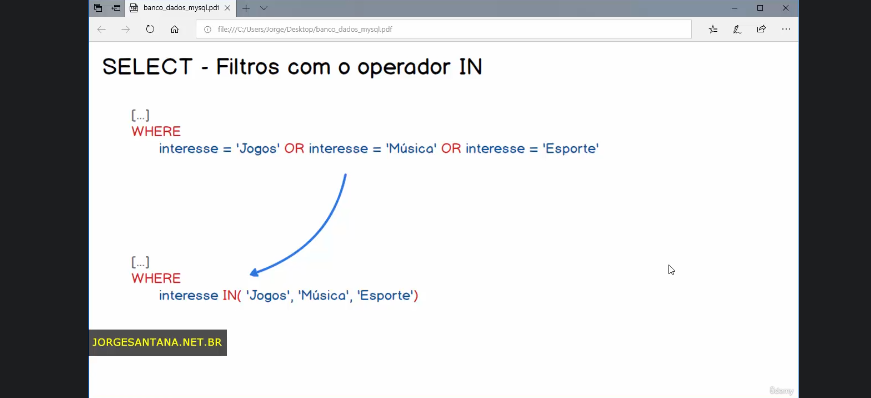 banco_dados_mysql.pdf
file:///C:/Users/Jorge/Desktop/banco_dados_mysql.pdf
SELECT - Filtros com o operador IN
[...]
WHERE
interesse = 'Jogos' OR interesse = 'Música' OR interesse = 'Esporte'
[...]
WHERE
interesse IN( 'Jogos', 'Música', 'Esporte')
JORGESANTANA.NET.BR
Udemy